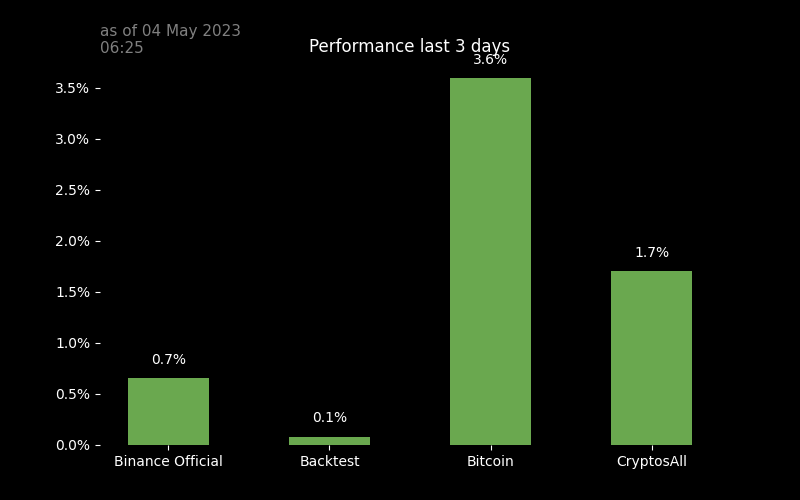 as of 04 May 2023
06:25
Performance last 3 days
3.6%
3.5%
3.0%
2.5%
2.0%
1.7%
1.5%
1.0%
0.7%
0.5%
0.1%
0.0%
Binance Official
Backtest
Bitcoin
CryptosAll